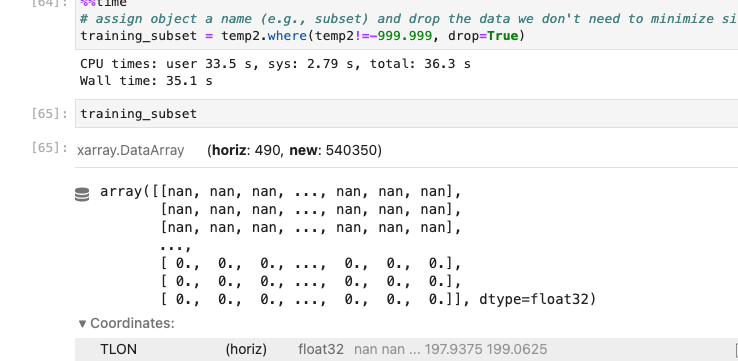 [64]: %%time
# assign object a name (e.g., subset) and drop the data we don't need to minimize
training_subset = temp2.where(temp2!=-999.999, drop=True)
CPU times: user 33.5 s, sys: 2.79 s, total: 36.3 s
Wall time: 35.1 s
[65]: training_subset
[65]: xarray.DataArray (horiz: 490, new: 540350)
array([[nan, nan, nan, ..., nan, nan, nan],
[nan, nan, nan, ..., nan, nan, nan],
[nan, nan, nan, ..., nan, nan, nan],
...,
[ 0., 0., 0., ..., 0., 0., 0.],
[ 0., 0., 0., ..., 0., 0., 0.],
[ 0., 0., 0., ..., 0., 0., 0.]], dtype=float32)
▼ Coordinates:
TLON (horiz) float32 nan nan ... 197.9375 199.0625